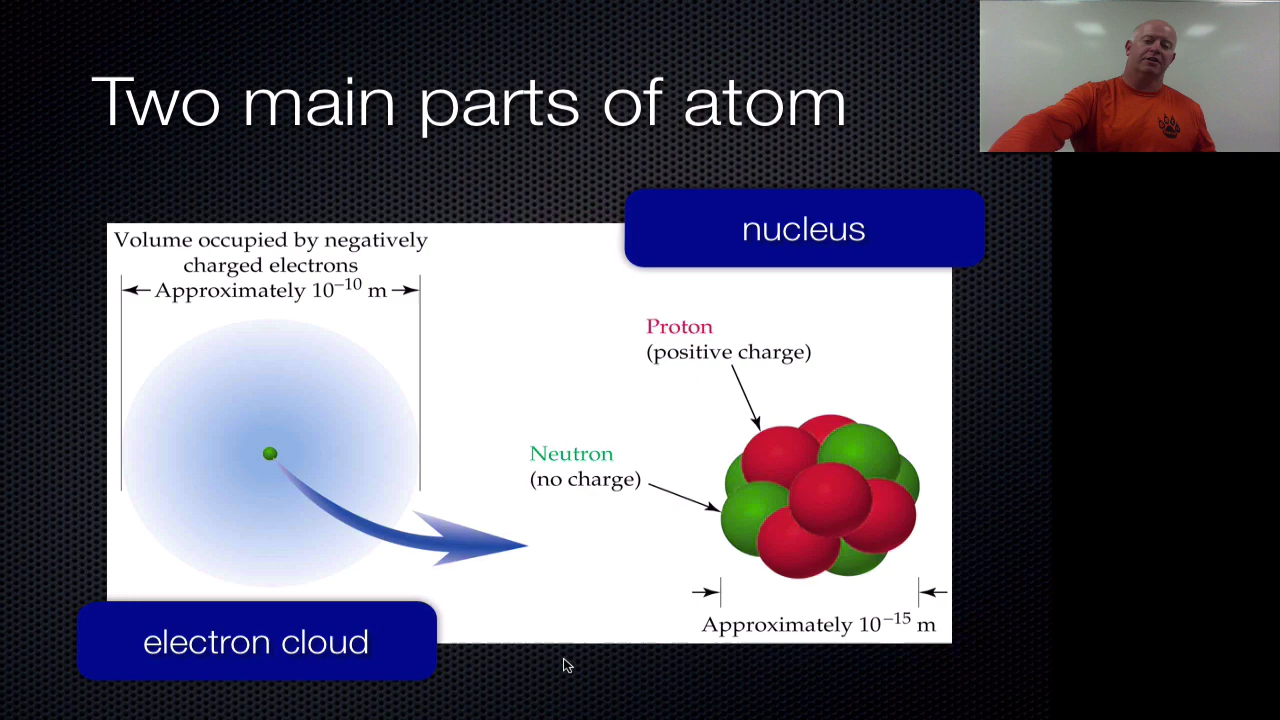 Two main parts of atom
nucleus
Volume occupied by negatively
charged electrons
Approximately 10⁻¹⁰ m
Proton
(positive charge)
Neutron
(no charge)
Approximately 10⁻¹⁵ m
electron cloud